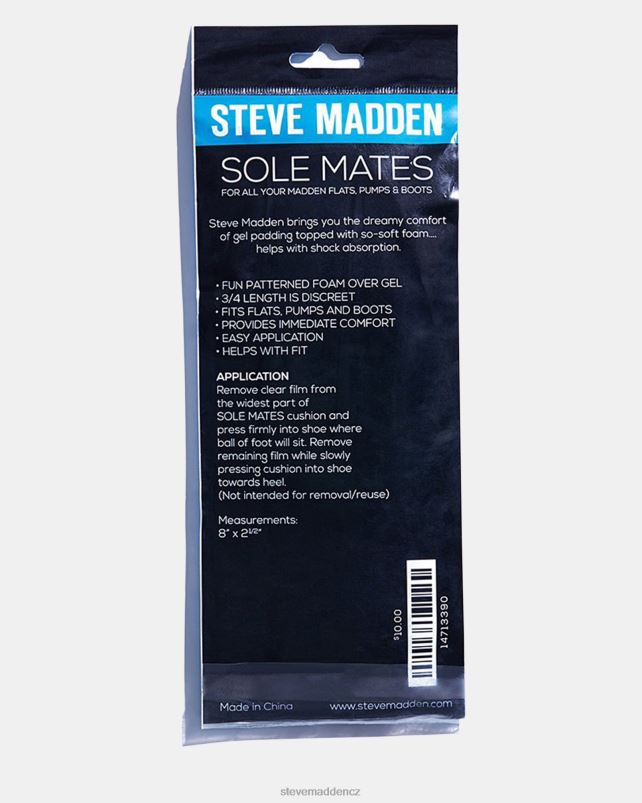 STEVE MADDEN
SOLE MATES
FOR ALL YOUR MADDEN FLATS, PUMPS & BOOTS
Steve Madden brings you the dreamy comfort
of gel padding topped with so-soft foam....
helps with shock absorption.
• FUN PATTERNED FOAM OVER GEL
• 3/4 LENGTH IS DISCREET
• FITS FLATS, PUMPS AND BOOTS
• PROVIDES IMMEDIATE COMFORT
• EASY APPLICATION
• HELPS WITH FIT
APPLICATION
Remove clear film from
the widest part of
SOLE MATES cushion and
press firmly into shoe where
ball of foot will sit. Remove
remaining film while slowly
pressing cushion into shoe
towards heel.
(Not intended for removal/reuse)
Measurements:
8" x 2 1/2"
$10.00
14713390
Made in China
www.stevemadden.com
stevemaddencz